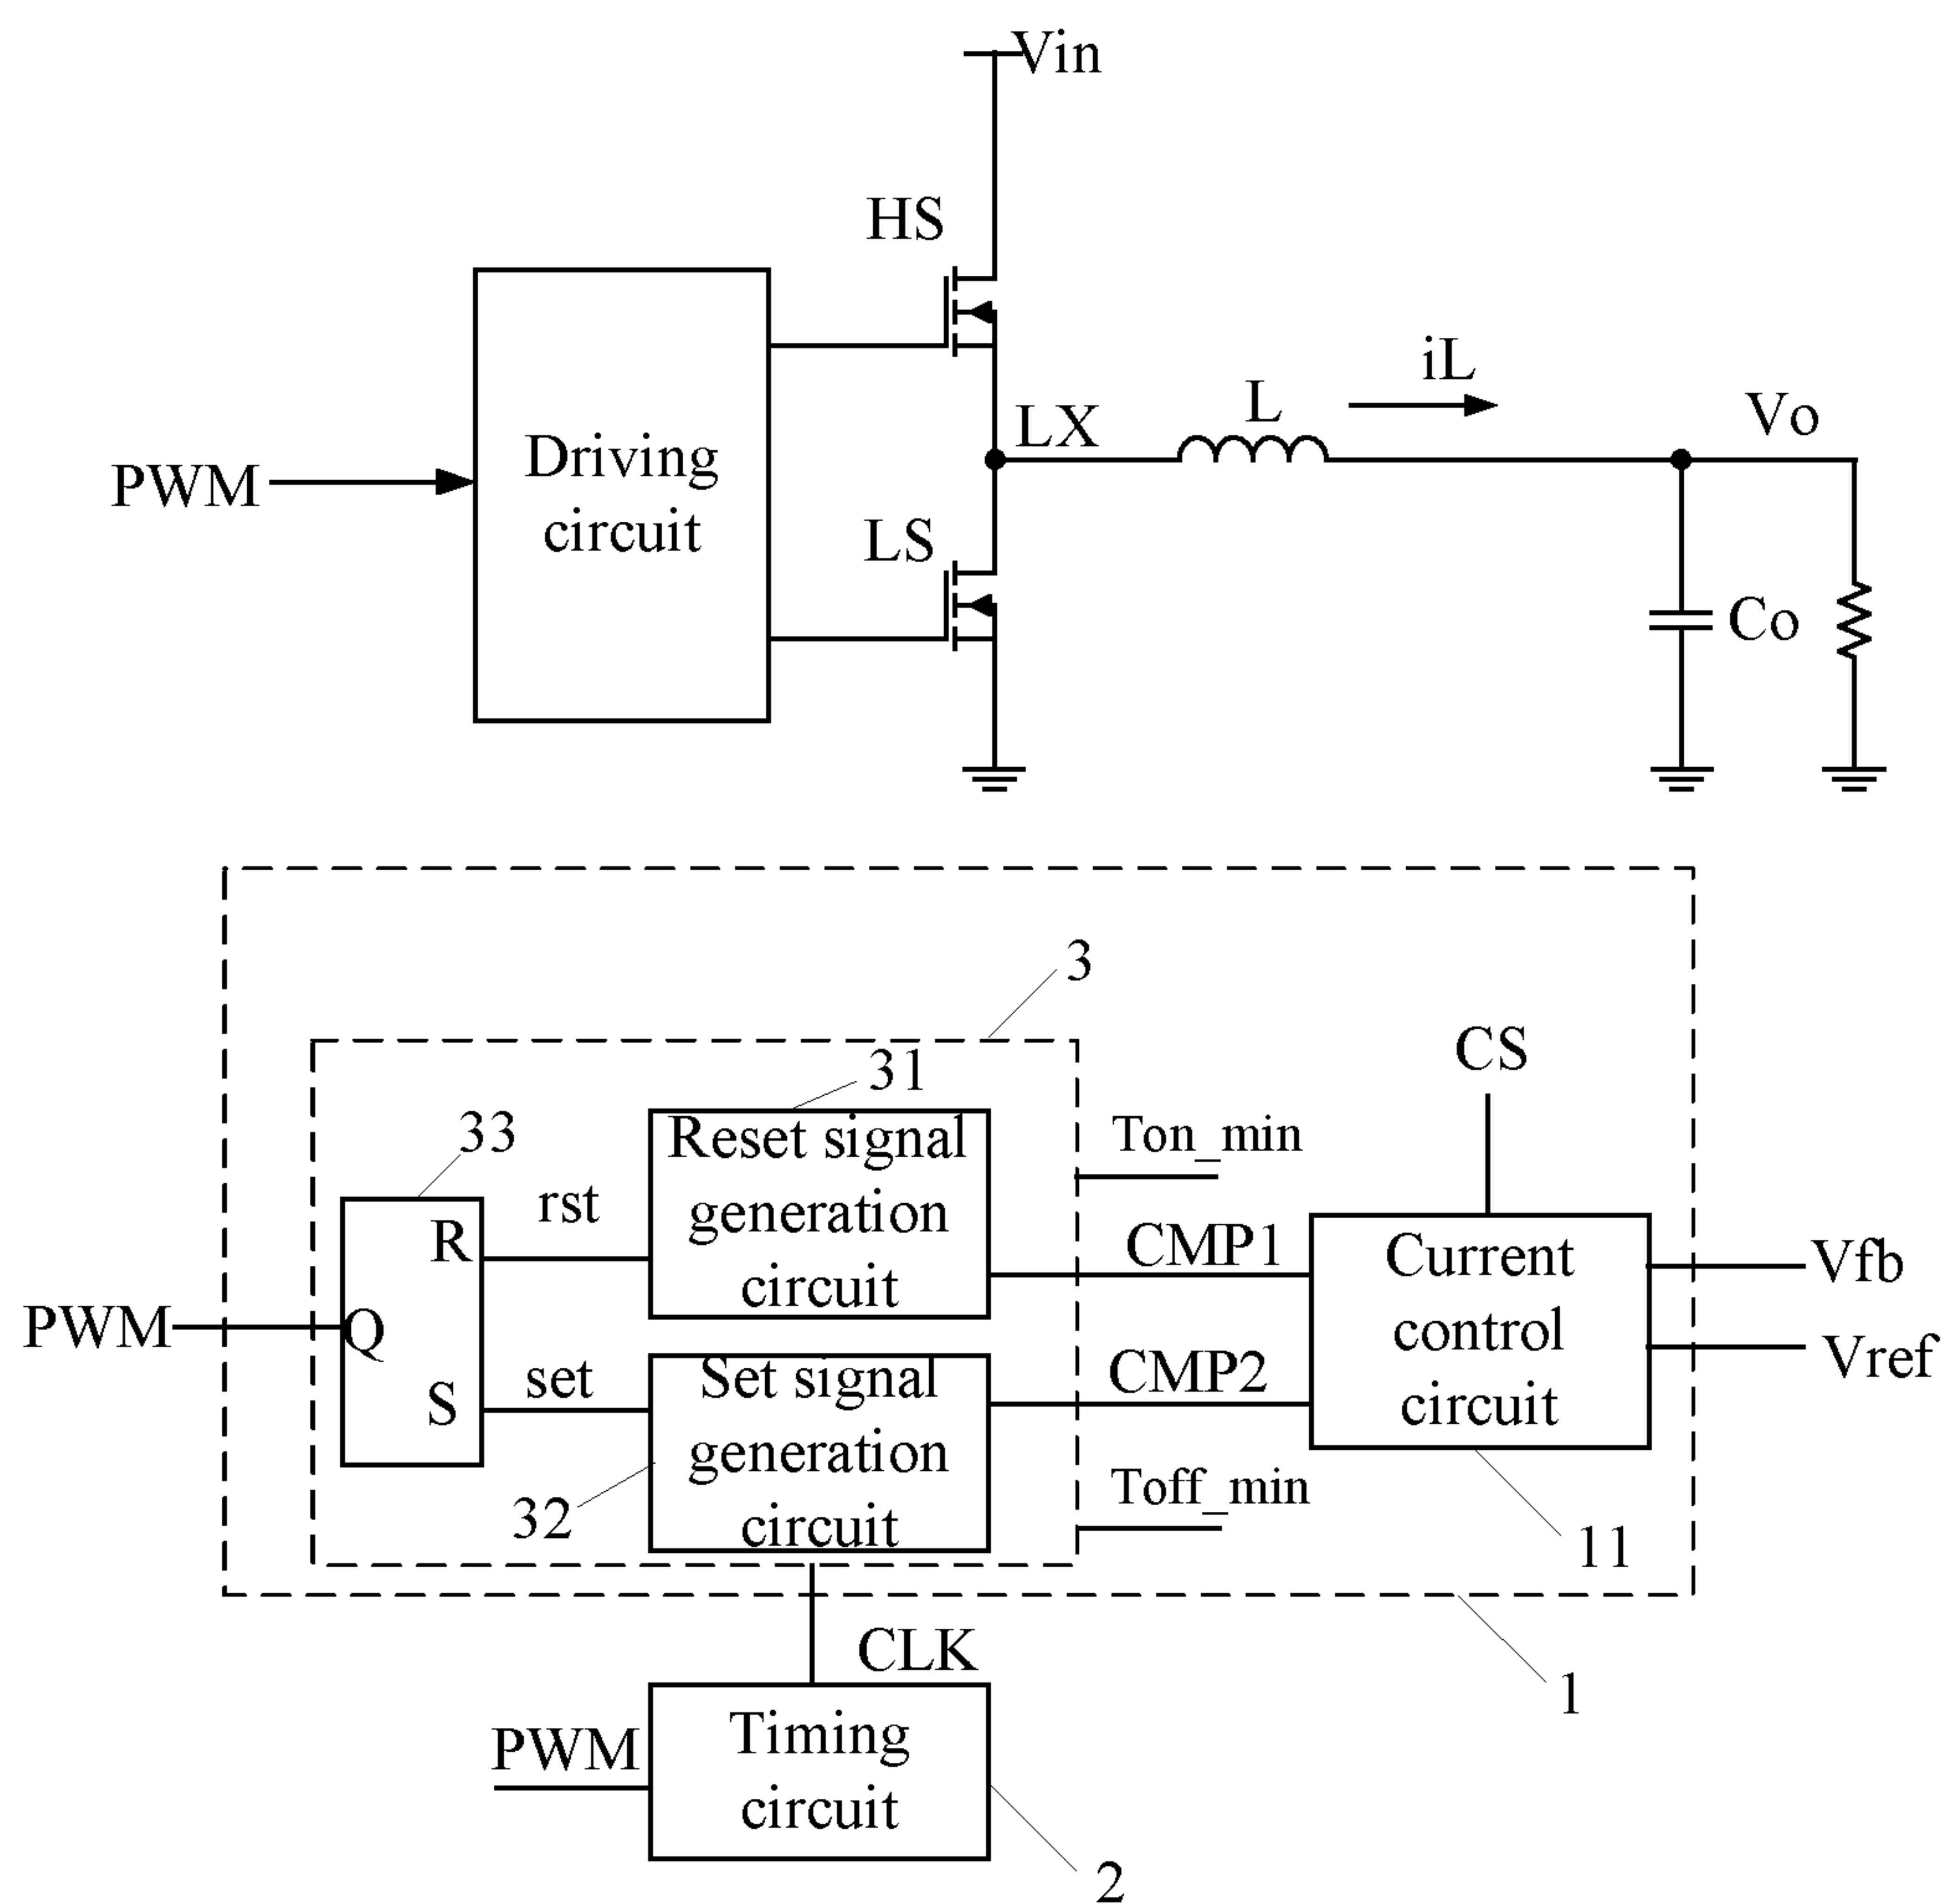 Vin
HS
iL
L
Vo
LX
Driving
circuit
PWM
LS
Co
3
CS
31
33
Reset signal
generation
circuit
Ton_min
rst
R
CMP1
Current
control
circuit
Vfb
Vref
PWM
Q
set
S
Set signal
generation
circuit
CMP2
32
Toff_min
11
CLK
1
PWM
Timing
circuit
2